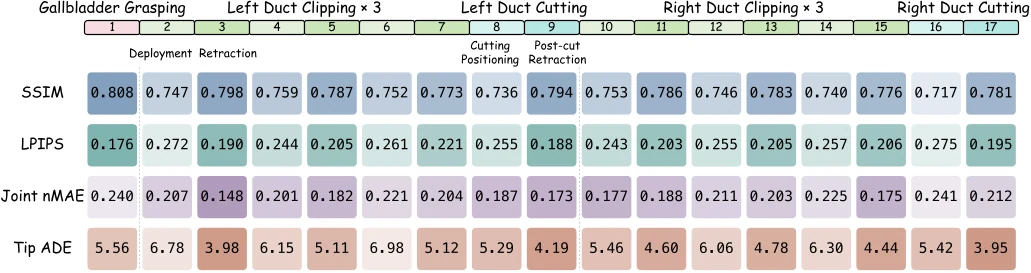 Gallbladder Grasping Left Duct Clipping × 3 Left Duct Cutting Right Duct Clipping × 3 Right Duct Cutting
1 2 3 4 5 6 7 8 9 10 11 12 13 14 15 16 17
Deployment Retraction Cutting Positioning Post-cut Retraction
SSIM 0.808 0.747 0.798 0.759 0.787 0.752 0.773 0.736 0.794 0.753 0.786 0.746 0.783 0.740 0.776 0.717 0.781
LPIPS 0.176 0.272 0.190 0.244 0.205 0.261 0.221 0.255 0.188 0.243 0.203 0.255 0.205 0.257 0.206 0.275 0.195
Joint nMAE 0.240 0.207 0.148 0.201 0.182 0.221 0.204 0.187 0.173 0.177 0.188 0.211 0.203 0.225 0.175 0.241 0.212
Tip ADE 5.56 6.78 3.98 6.15 5.11 6.98 5.12 5.29 4.19 5.46 4.60 6.06 4.78 6.30 4.44 5.42 3.95